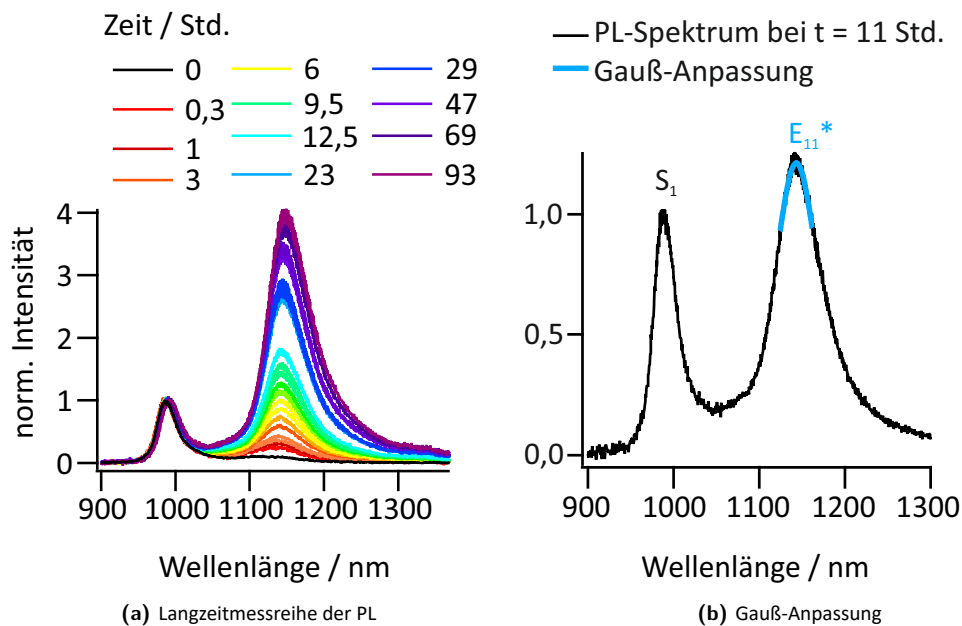 Zeit / Std.
0 6 29
0,3 9,5 47
1 12,5 69
3 23 93
norm. Intensität
4
3
2
1
0
900 1000 1100 1200 1300
Wellenlänge / nm
(a) Langzeitmessreihe der PL
PL-Spektrum bei t = 11 Std.
Gauß-Anpassung
S1
E11*
1,0
0,5
0,0
900 1000 1100 1200 1300
Wellenlänge / nm
(b) Gauß-Anpassung